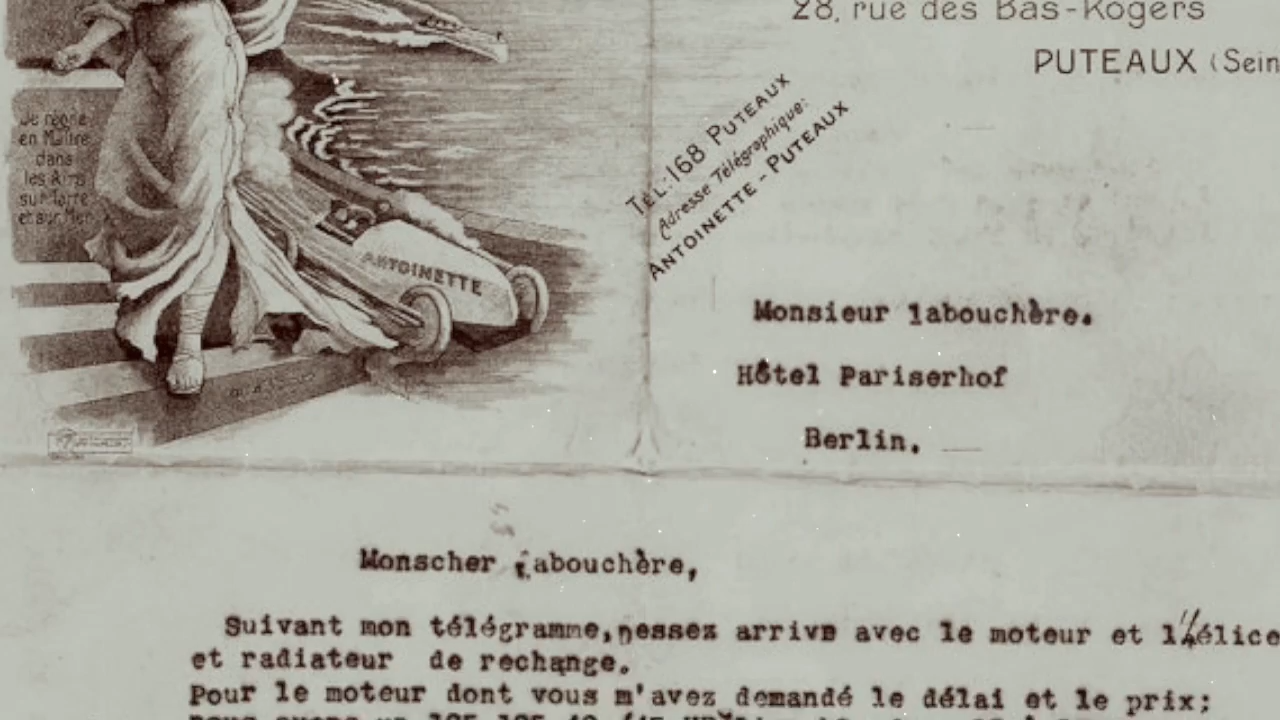 28, rue des Bas-Rogers
PUTEAUX (Sein
TÉL:168 PUTEAUX
Adresse Télégraphique:
ANTOINETTE - PUTEAUX
Je règne
en Maître
dans
les Airs
sur Terre
et sur Mer
ANTOINETTE
Monsieur labouchère.
Hôtel Pariserhof
Berlin.
Monscher labouchère,
Suivant mon télégramme,nessez arrive avec le moteur et l'élice
et radiateur de rechange.
Pour le moteur dont vous m'avez demandé le délai et le prix;